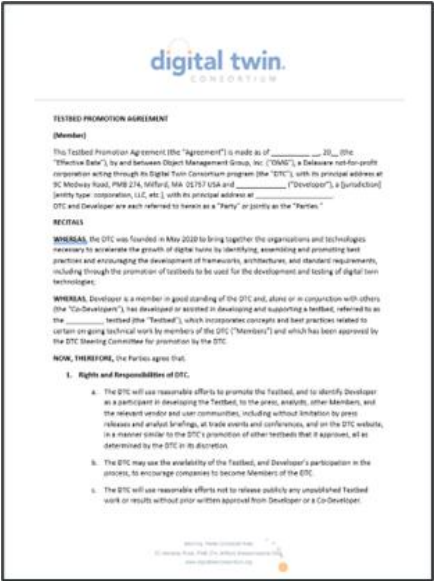 digital twin.
CONSORTIUM
TESTBED PROMOTION AGREEMENT
(Member)
This Testbed Promotion Agreement (the "Agreement") is made as of __________ __, 20__ (the
"Effective Date"), by and between Object Management Group, Inc. ("OMG"), a Delaware not-for-profit
corporation acting through its Digital Twin Consortium program (the "DTC"), with its principal address at
9C Medway Road, PMB 274, Milford, MA 01757 USA and ______________ ("Developer"), a [jurisdiction]
[entity type: corporation, LLC, etc.], with its principal address at ______________________.
DTC and Developer are each referred to herein as a "Party" or jointly as the "Parties."
RECITALS
WHEREAS, the DTC was founded in May 2020 to bring together the organizations and technologies
necessary to accelerate the growth of digital twins by identifying, assembling and promoting best
practices and encouraging the development of frameworks, architectures, and standard requirements,
including through the promotion of testbeds to be used for the development and testing of digital twin
technologies;
WHEREAS, Developer is a member in good standing of the DTC and, alone or in conjunction with others
(the "Co-Developers"), has developed or assisted in developing and supporting a testbed, referred to as
the ____________ testbed (the "Testbed"), which incorporates concepts and best practices related to
certain on-going technical work by members of the DTC ("Members") and which has been approved by
the DTC Steering Committee for promotion by the DTC.
NOW, THEREFORE, the Parties agree that:
1. Rights and Responsibilities of DTC.
a. The DTC will use reasonable efforts to promote the Testbed, and to identify Developer
as a participant in developing the Testbed, to the press, analysts, other Members, and
the relevant vendor and user communities, including without limitation by press
releases and analyst briefings, at trade events and conferences, and on the DTC website,
in a manner similar to the DTC's promotion of other testbeds that it approves, all as
determined by the DTC in its discretion.
b. The DTC may use the availability of the Testbed, and Developer's participation in the
process, to encourage companies to become Members of the DTC.
c. The DTC will use reasonable efforts not to release publicly any unpublished Testbed
work or results without prior written approval from Developer or a Co-Developer.